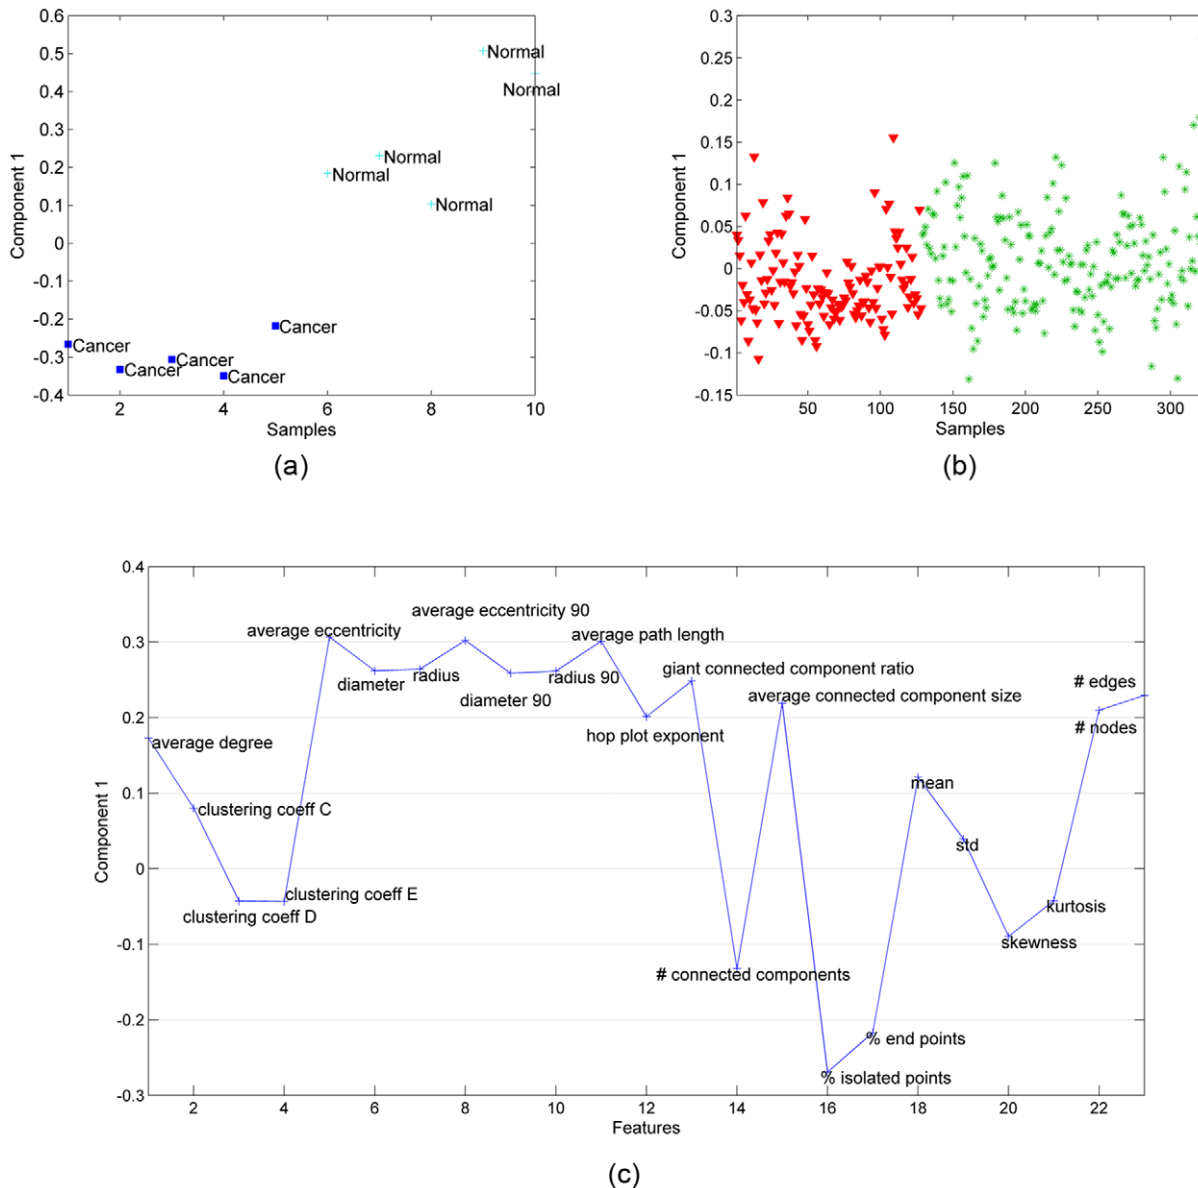 0.6
0.5
0.4
0.3
0.2
0.1
0
-0.1
-0.2
-0.3
-0.4
Component 1
Normal
Normal
Normal
Normal
Normal
Cancer
Cancer
Cancer
Cancer
Cancer
2
4
6
8
10
Samples
(a)
0.3
0.25
0.2
0.15
0.1
0.05
0
-0.05
-0.1
-0.15
Component 1
50
100
150
200
250
300
Samples
(b)
0.4
0.3
0.2
0.1
0
-0.1
-0.2
-0.3
Component 1
average degree
clustering coeff C
clustering coeff D
clustering coeff E
average eccentricity
diameter
radius
average eccentricity 90
diameter 90
radius 90
average path length
hop plot exponent
giant connected component ratio
# connected components
average connected component size
% isolated points
% end points
mean
std
skewness
kurtosis
# nodes
# edges
2
4
6
8
10
12
14
16
18
20
22
Features
(c)